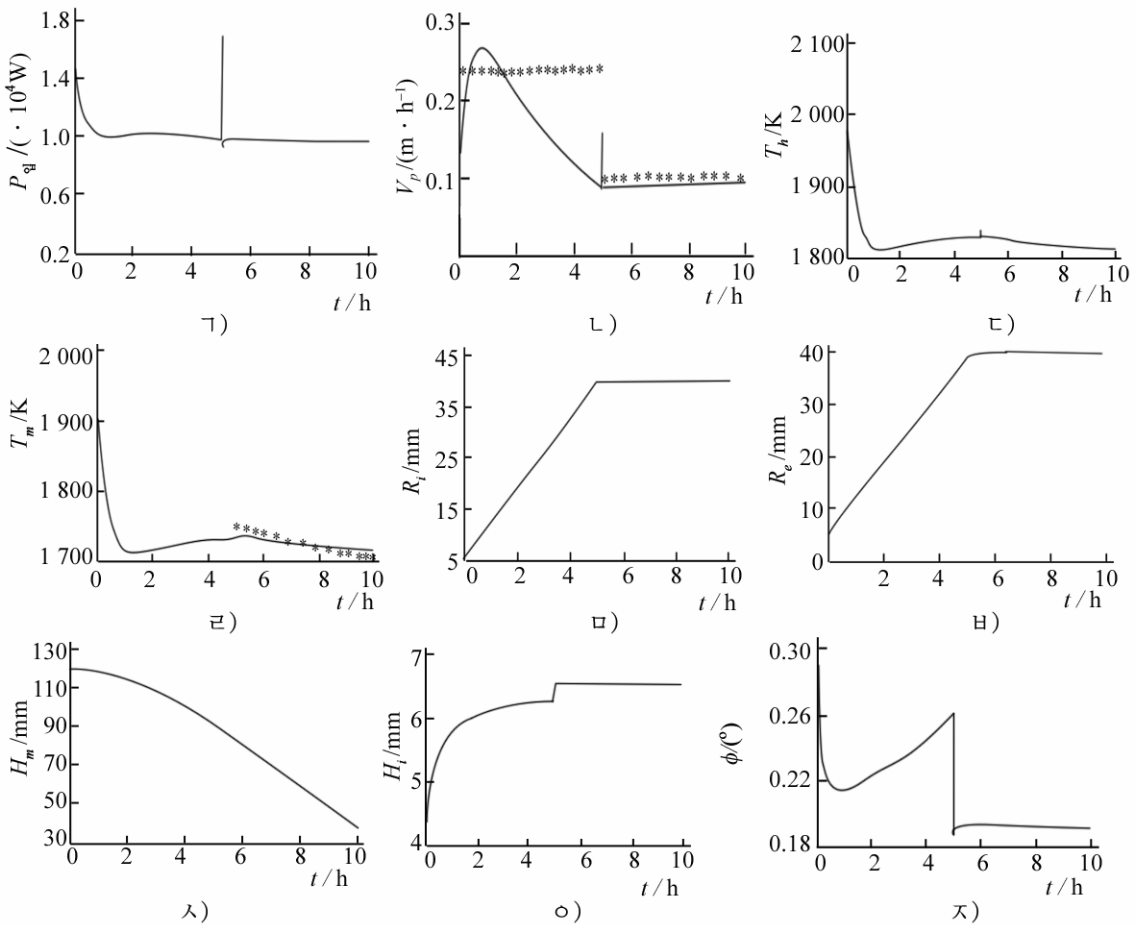 1.8
1.4
1.0
0.6
0.2
P열/(·10⁴W)
0 2 4 6 8 10
t/h
ㄱ)
0.3
0.2
0.1
Vp/(m·h⁻¹)
0 2 4 6 8 10
t/h
ㄴ)
2 100
2 000
1 900
1 800
Th/K
0 2 4 6 8 10
t/h
ㄷ)
2 000
1 900
1 800
1 700
Tm/K
0 2 4 6 8 10
t/h
ㄹ)
45
35
25
15
5
Ri/mm
0 2 4 6 8 10
t/h
ㅁ)
40
30
20
10
0
Re/mm
2 4 6 8 10
t/h
ㅂ)
130
110
90
70
50
30
Hm/mm
0 2 4 6 8 10
t/h
ㅅ)
7
6
5
4
Hi/mm
0 2 4 6 8 10
t/h
ㅇ)
0.30
0.26
0.22
0.18
ϕ/(º)
0 2 4 6 8 10
t/h
ㅈ)